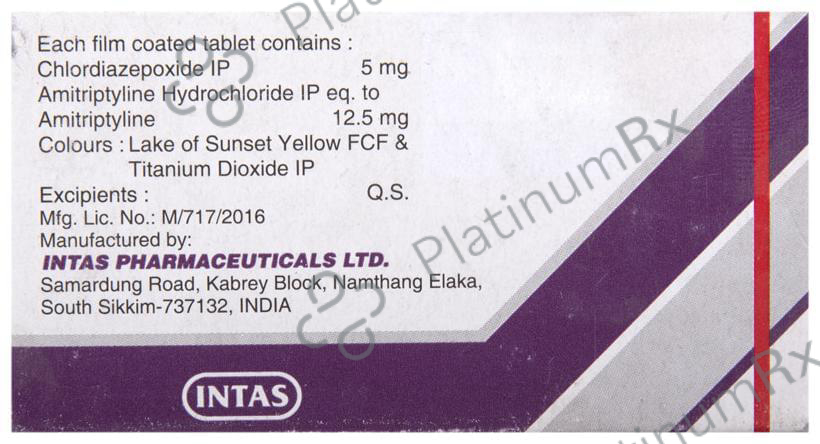 Each film coated tablet contains :
Chlordiazepoxide IP 5 mg
Amitriptyline Hydrochloride IP eq. to
Amitriptyline 12.5 mg
Colours : Lake of Sunset Yellow FCF &
Titanium Dioxide IP
Excipients : Q.S.
Mfg. Lic. No.: M/717/2016
Manufactured by:
INTAS PHARMACEUTICALS LTD.
Samardung Road, Kabrey Block, Namthang Elaka,
South Sikkim-737132, INDIA
INTAS
PlatinumRx
PlatinumRx
tinumRx